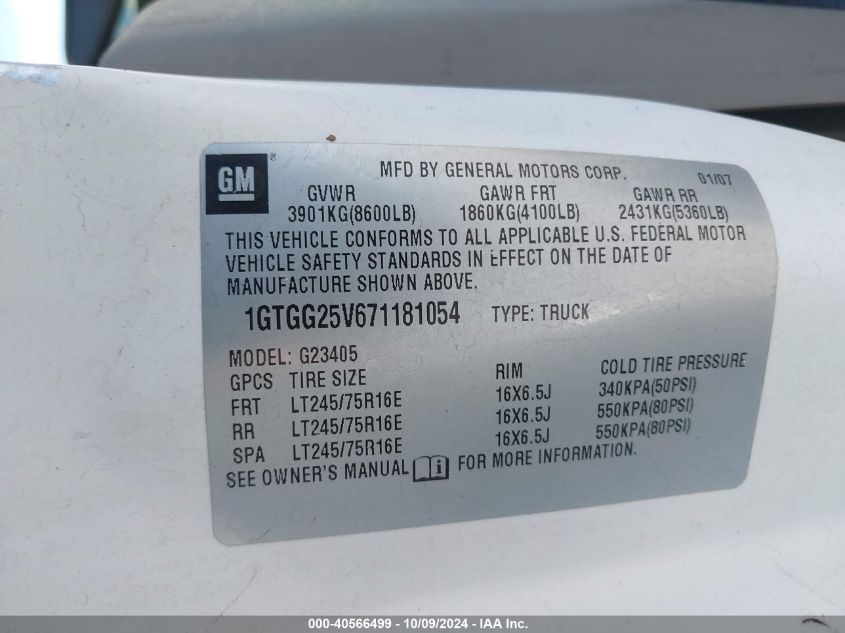 GM ® MFD BY GENERAL MOTORS CORP. 01/07
GVWR GAWR FRT GAWR RR
3901KG(8600LB) 1860KG(4100LB) 2431KG(5360LB)
THIS VEHICLE CONFORMS TO ALL APPLICABLE U.S. FEDERAL MOTOR
VEHICLE SAFETY STANDARDS IN EFFECT ON THE DATE OF
MANUFACTURE SHOWN ABOVE.
1GTGG25V671181054 TYPE: TRUCK
MODEL: G23405
GPCS TIRE SIZE RIM COLD TIRE PRESSURE
FRT LT245/75R16E 16X6.5J 340KPA(50PSI)
RR LT245/75R16E 16X6.5J 550KPA(80PSI)
SPA LT245/75R16E 16X6.5J 550KPA(80PSI)
SEE OWNER'S MANUAL i FOR MORE INFORMATION.
000-40566499 - 10/09/2024 - IAA Inc.